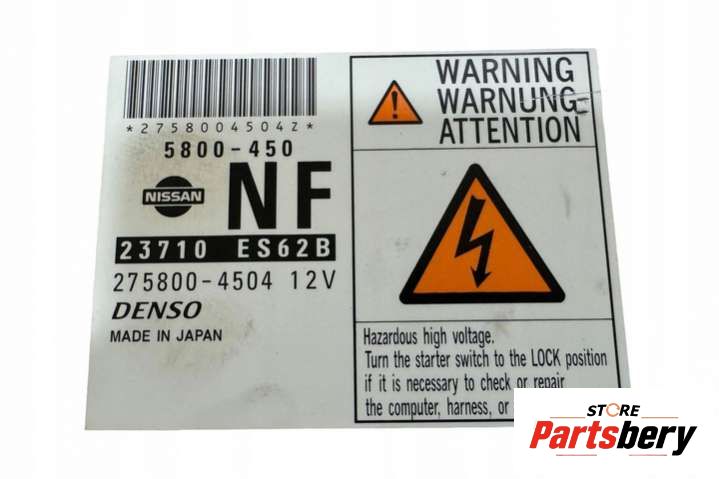 *2758004504Z*
5800-450
NISSAN
NF
23710 ES62B
275800-4504 12V
DENSO
MADE IN JAPAN
WARNING
WARNUNG
ATTENTION
Hazardous high voltage.
Turn the starter switch to the LOCK position
if it is necessary to check or repair
the computer, harness, or
STORE
Partsbery